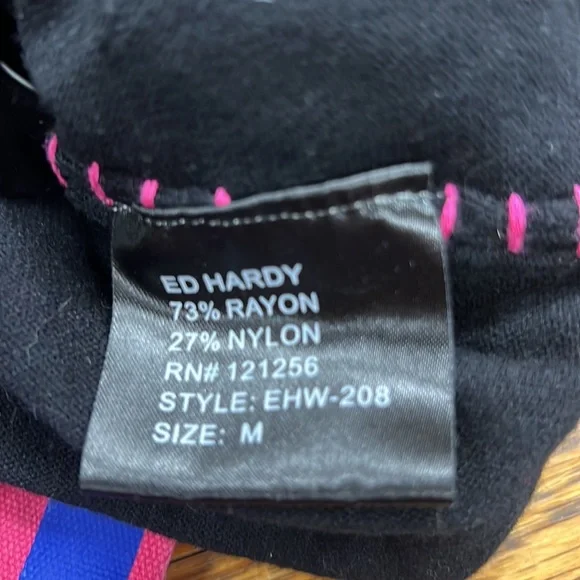 ED HARDY
73% RAYON
27% NYLON
RN# 121256
STYLE: EHW-208
SIZE: M